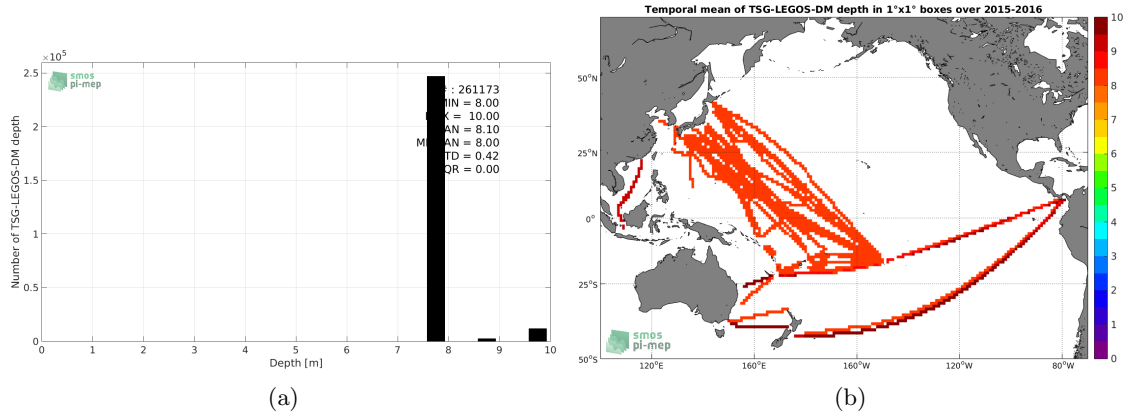 ×10⁵
smos
pi-mep
: 261173
MIN = 8.00
X = 10.00
AN = 8.10
AN = 8.00
TD = 0.42
QR = 0.00
2.5
2
1.5
1
0.5
0
0 1 2 3 4 5 6 7 8 9 10
Number of TSG-LEGOS-DM depth
Depth [m]
(a)
Temporal mean of TSG-LEGOS-DM depth in 1°x1° boxes over 2015-2016
50°N
25°N
0°
25°S
50°S
120°E 160°E 160°W 120°W 80°W
smos
pi-mep
10
9
8
7
6
5
4
3
2
1
0
(b)